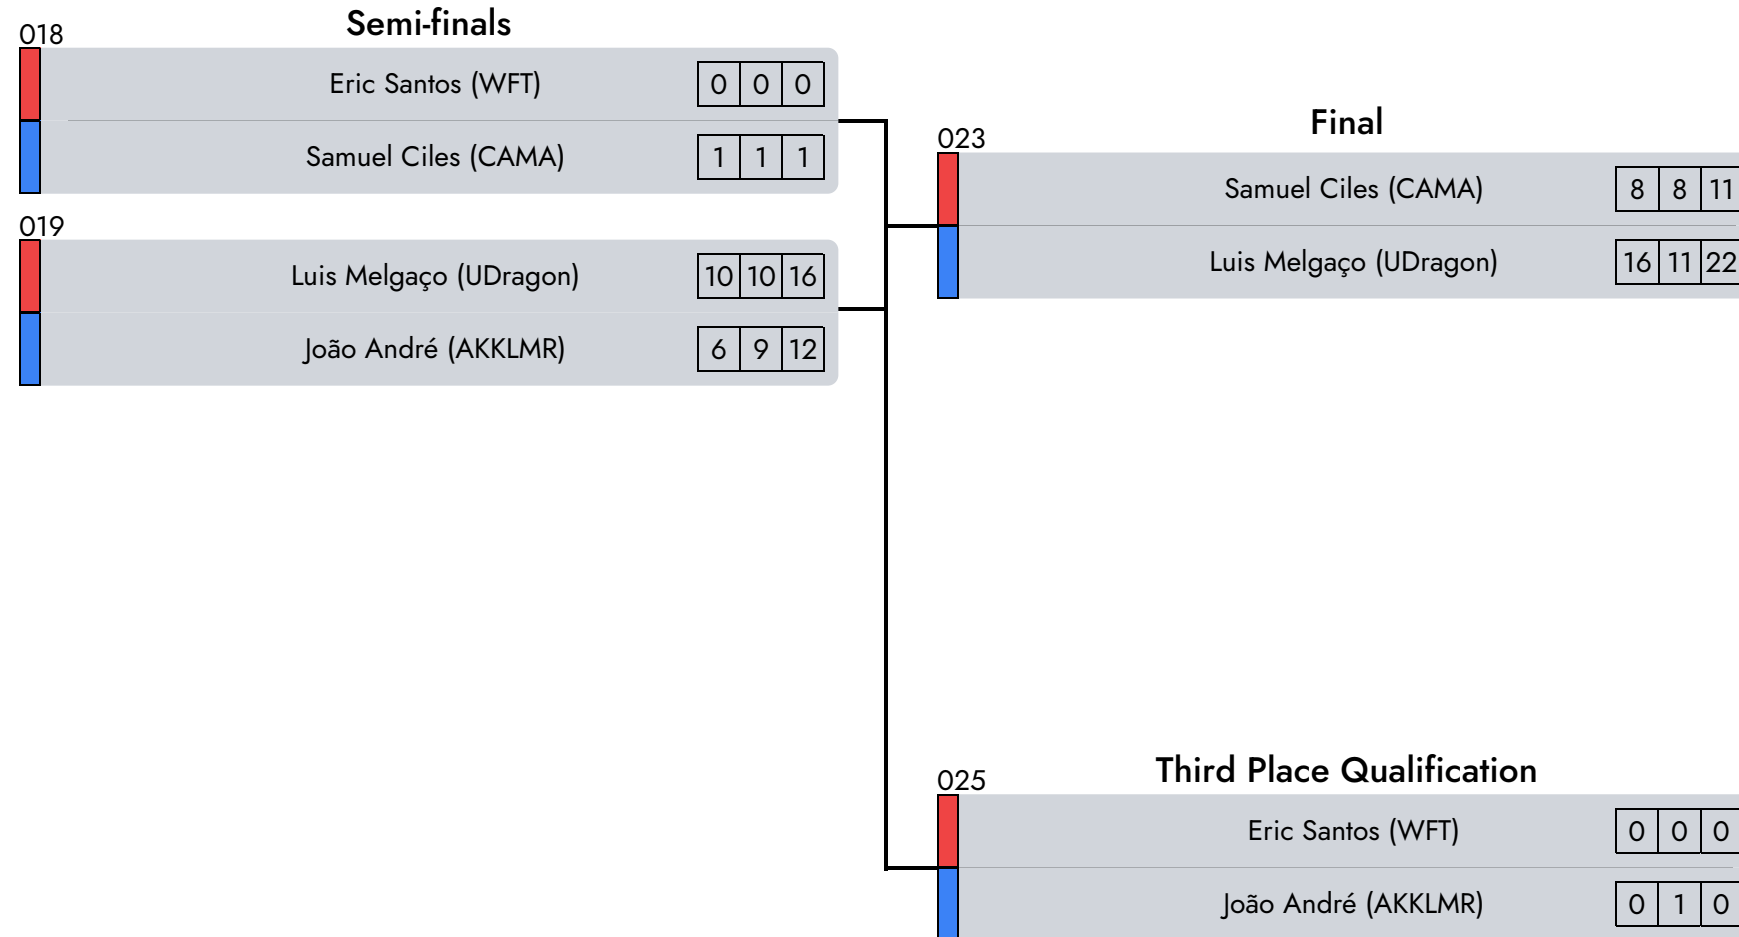 Semi-finals
018
Eric Santos (WFT) 0 0 0
Samuel Ciles (CAMA) 1 1 1
019
Luis Melgaço (UDragon) 10 10 16
João André (AKKLMR) 6 9 12
Final
023
Samuel Ciles (CAMA) 8 8 11
Luis Melgaço (UDragon) 16 11 22
Third Place Qualification
025
Eric Santos (WFT) 0 0 0
João André (AKKLMR) 0 1 0